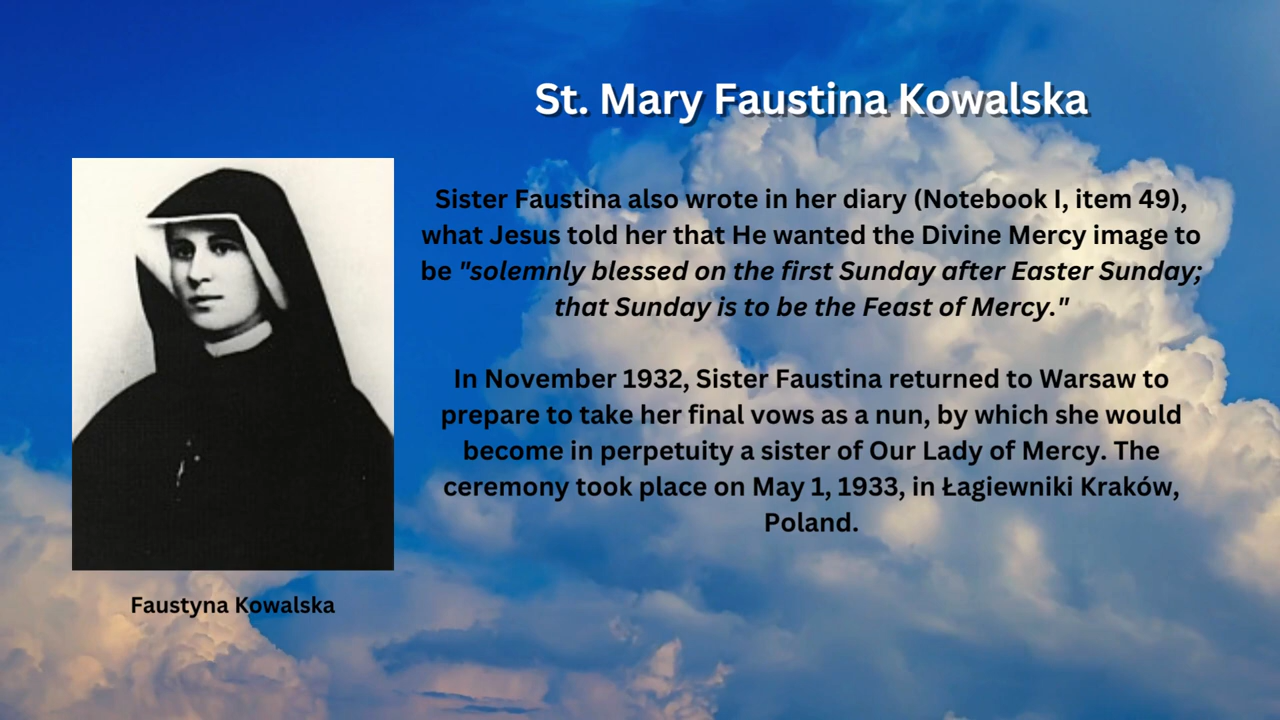 St. Mary Faustina Kowalska
Sister Faustina also wrote in her diary (Notebook I, item 49),
what Jesus told her that He wanted the Divine Mercy image to
be "solemnly blessed on the first Sunday after Easter Sunday;
that Sunday is to be the Feast of Mercy."
In November 1932, Sister Faustina returned to Warsaw to
prepare to take her final vows as a nun, by which she would
become in perpetuity a sister of Our Lady of Mercy. The
ceremony took place on May 1, 1933, in Łagiewniki Kraków,
Poland.
Faustyna Kowalska